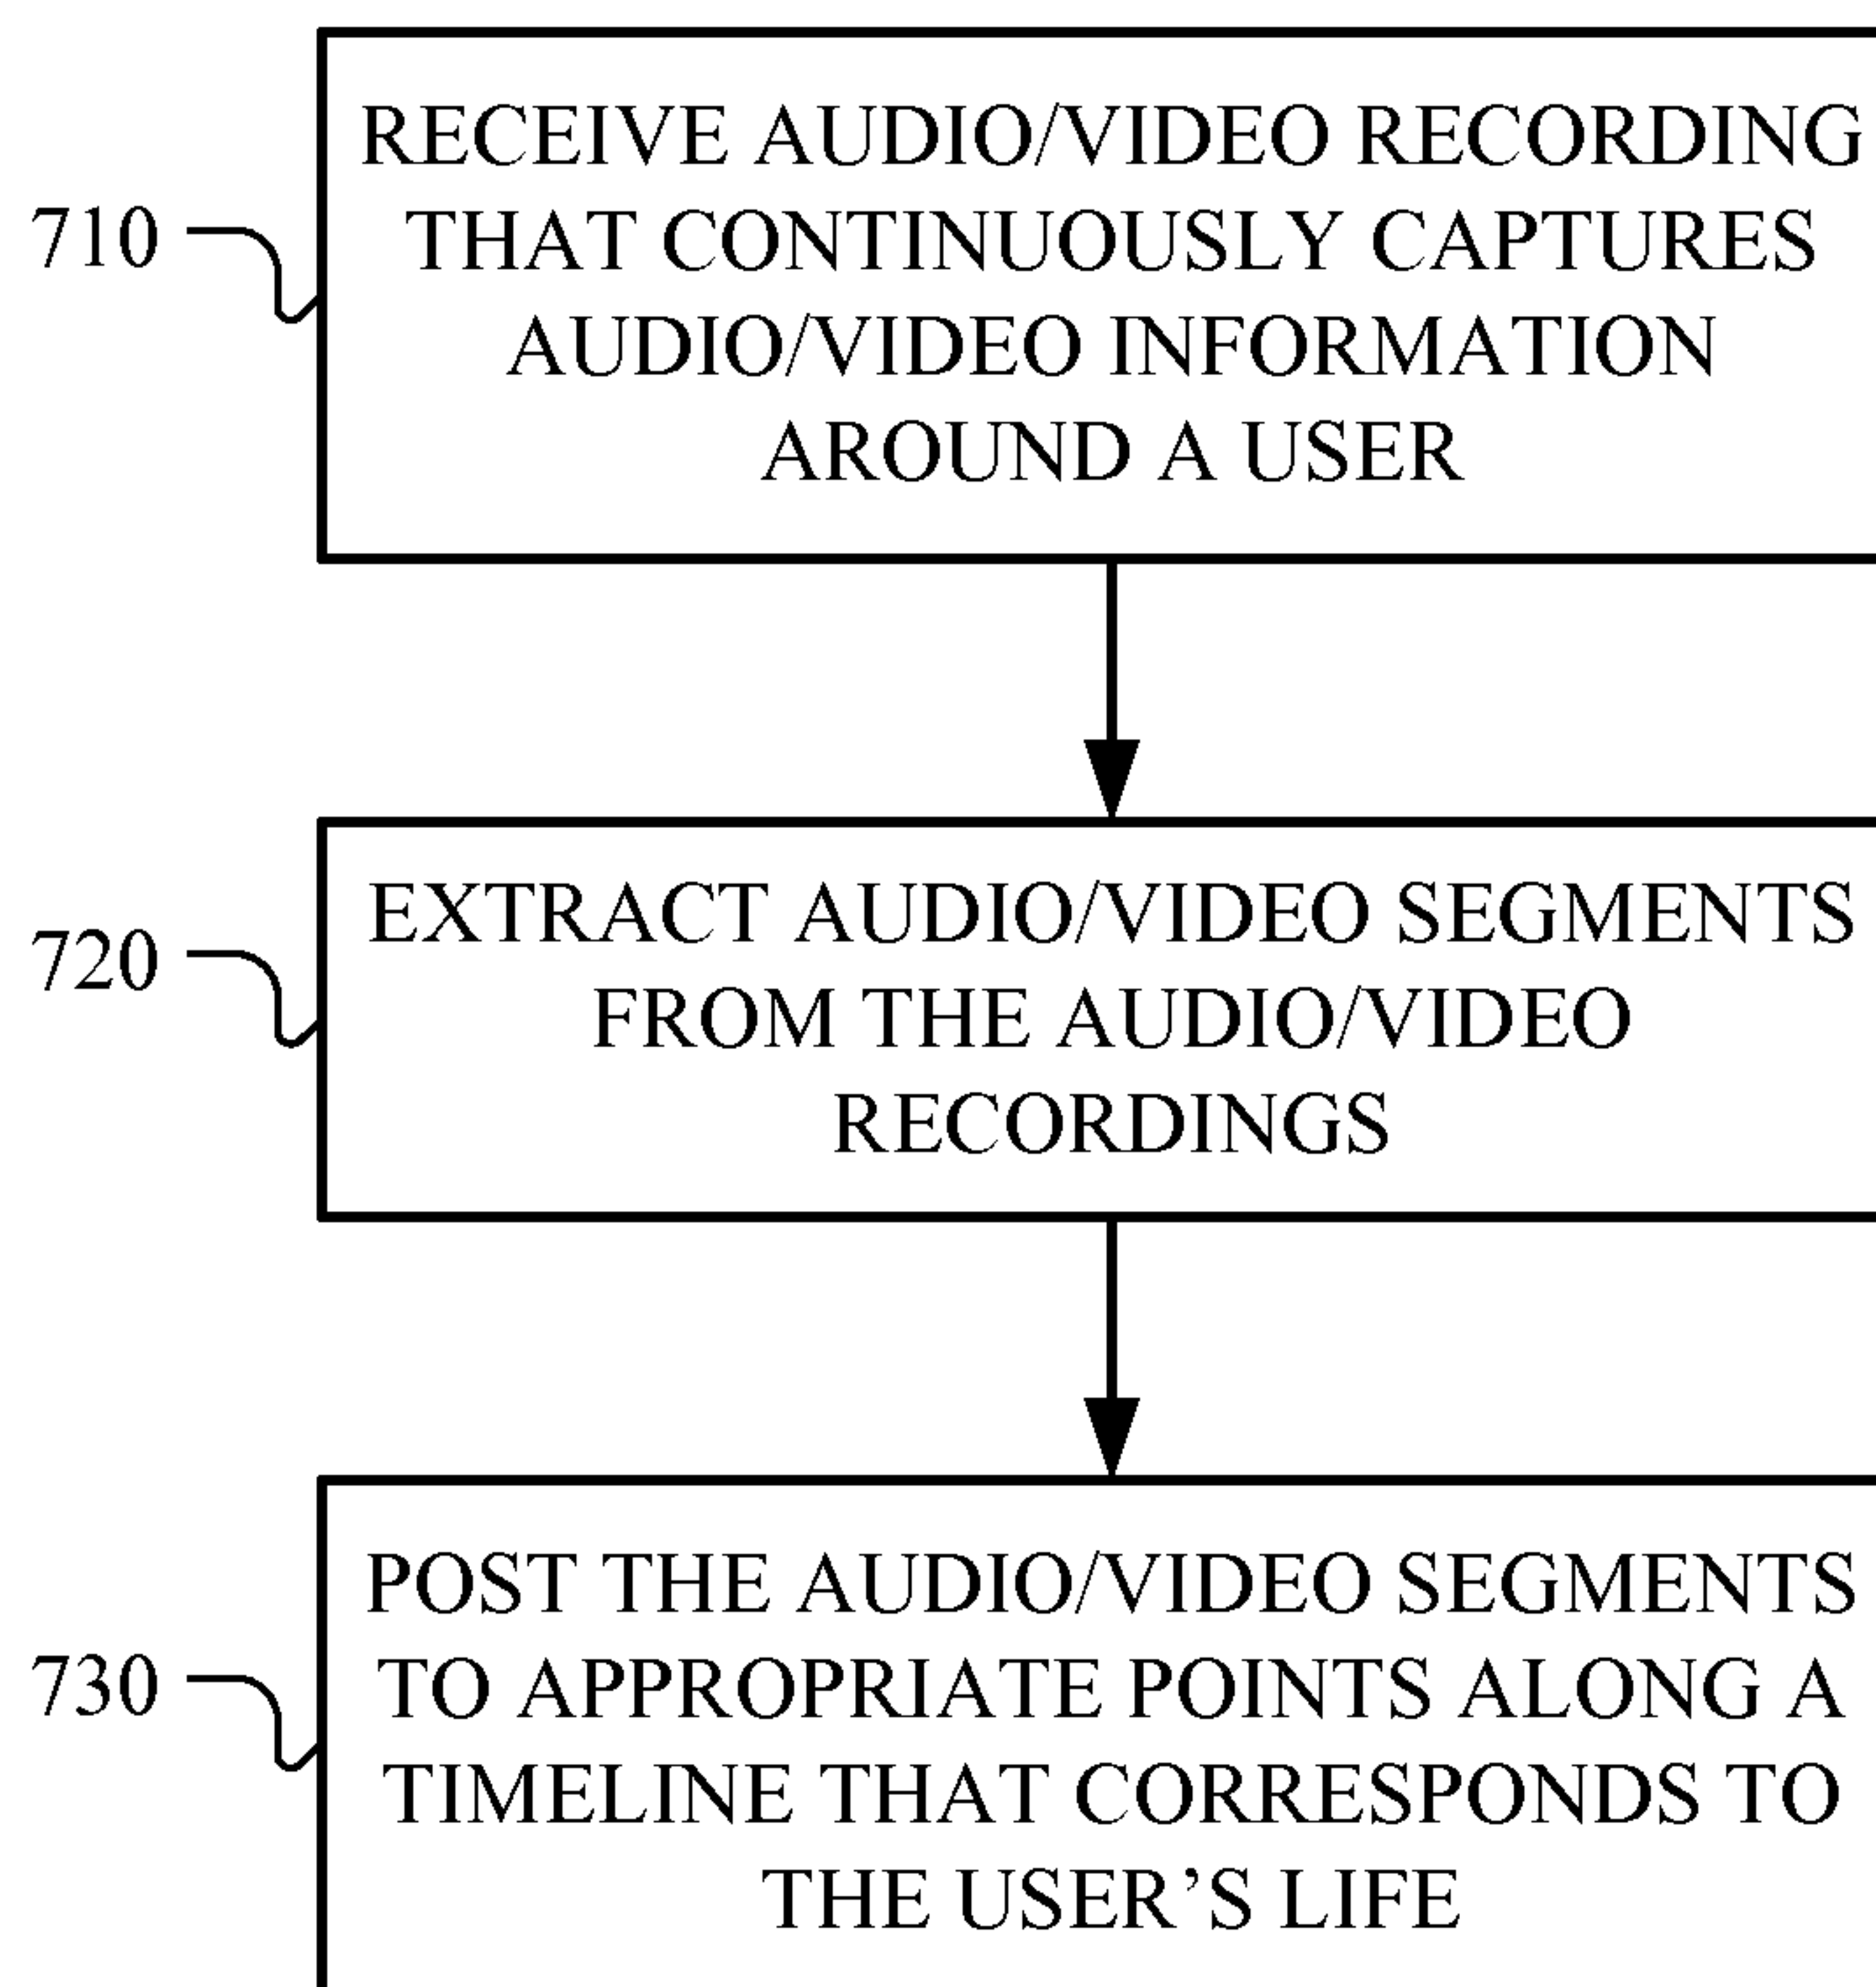 710
RECEIVE AUDIO/VIDEO RECORDING
THAT CONTINUOUSLY CAPTURES
AUDIO/VIDEO INFORMATION
AROUND A USER
720
EXTRACT AUDIO/VIDEO SEGMENTS
FROM THE AUDIO/VIDEO
RECORDINGS
730
POST THE AUDIO/VIDEO SEGMENTS
TO APPROPRIATE POINTS ALONG A
TIMELINE THAT CORRESPONDS TO
THE USER’S LIFE